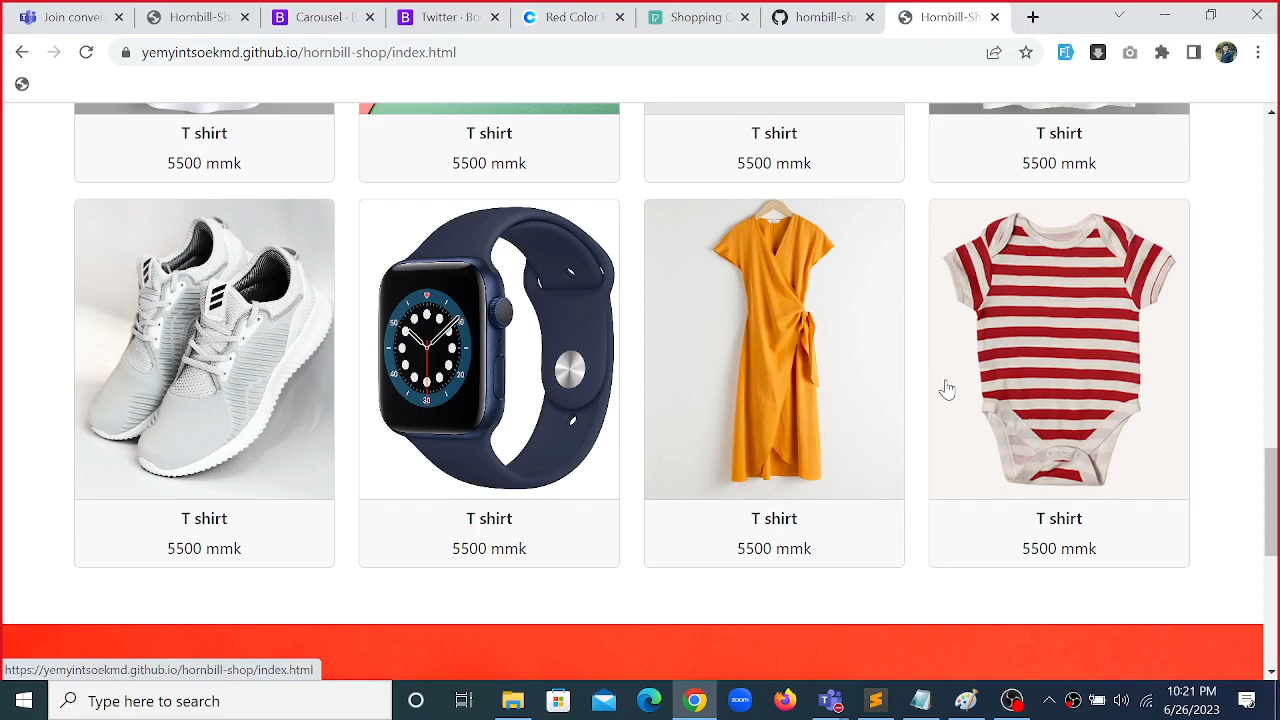 Join conver
Hornbill-Sh
Carousel · B
Twitter · Bo
Red Color H
Shopping C
hornbill-sho
Hornbill-Sh
yemyintsoekmd.github.io/hornbill-shop/index.html
T shirt
T shirt
T shirt
T shirt
5500 mmk
5500 mmk
5500 mmk
5500 mmk
T shirt
T shirt
T shirt
T shirt
5500 mmk
5500 mmk
5500 mmk
5500 mmk
https://yemyintsoekmd.github.io/hornbill-shop/index.html
Type here to search
zoom
10:21 PM
6/26/2023